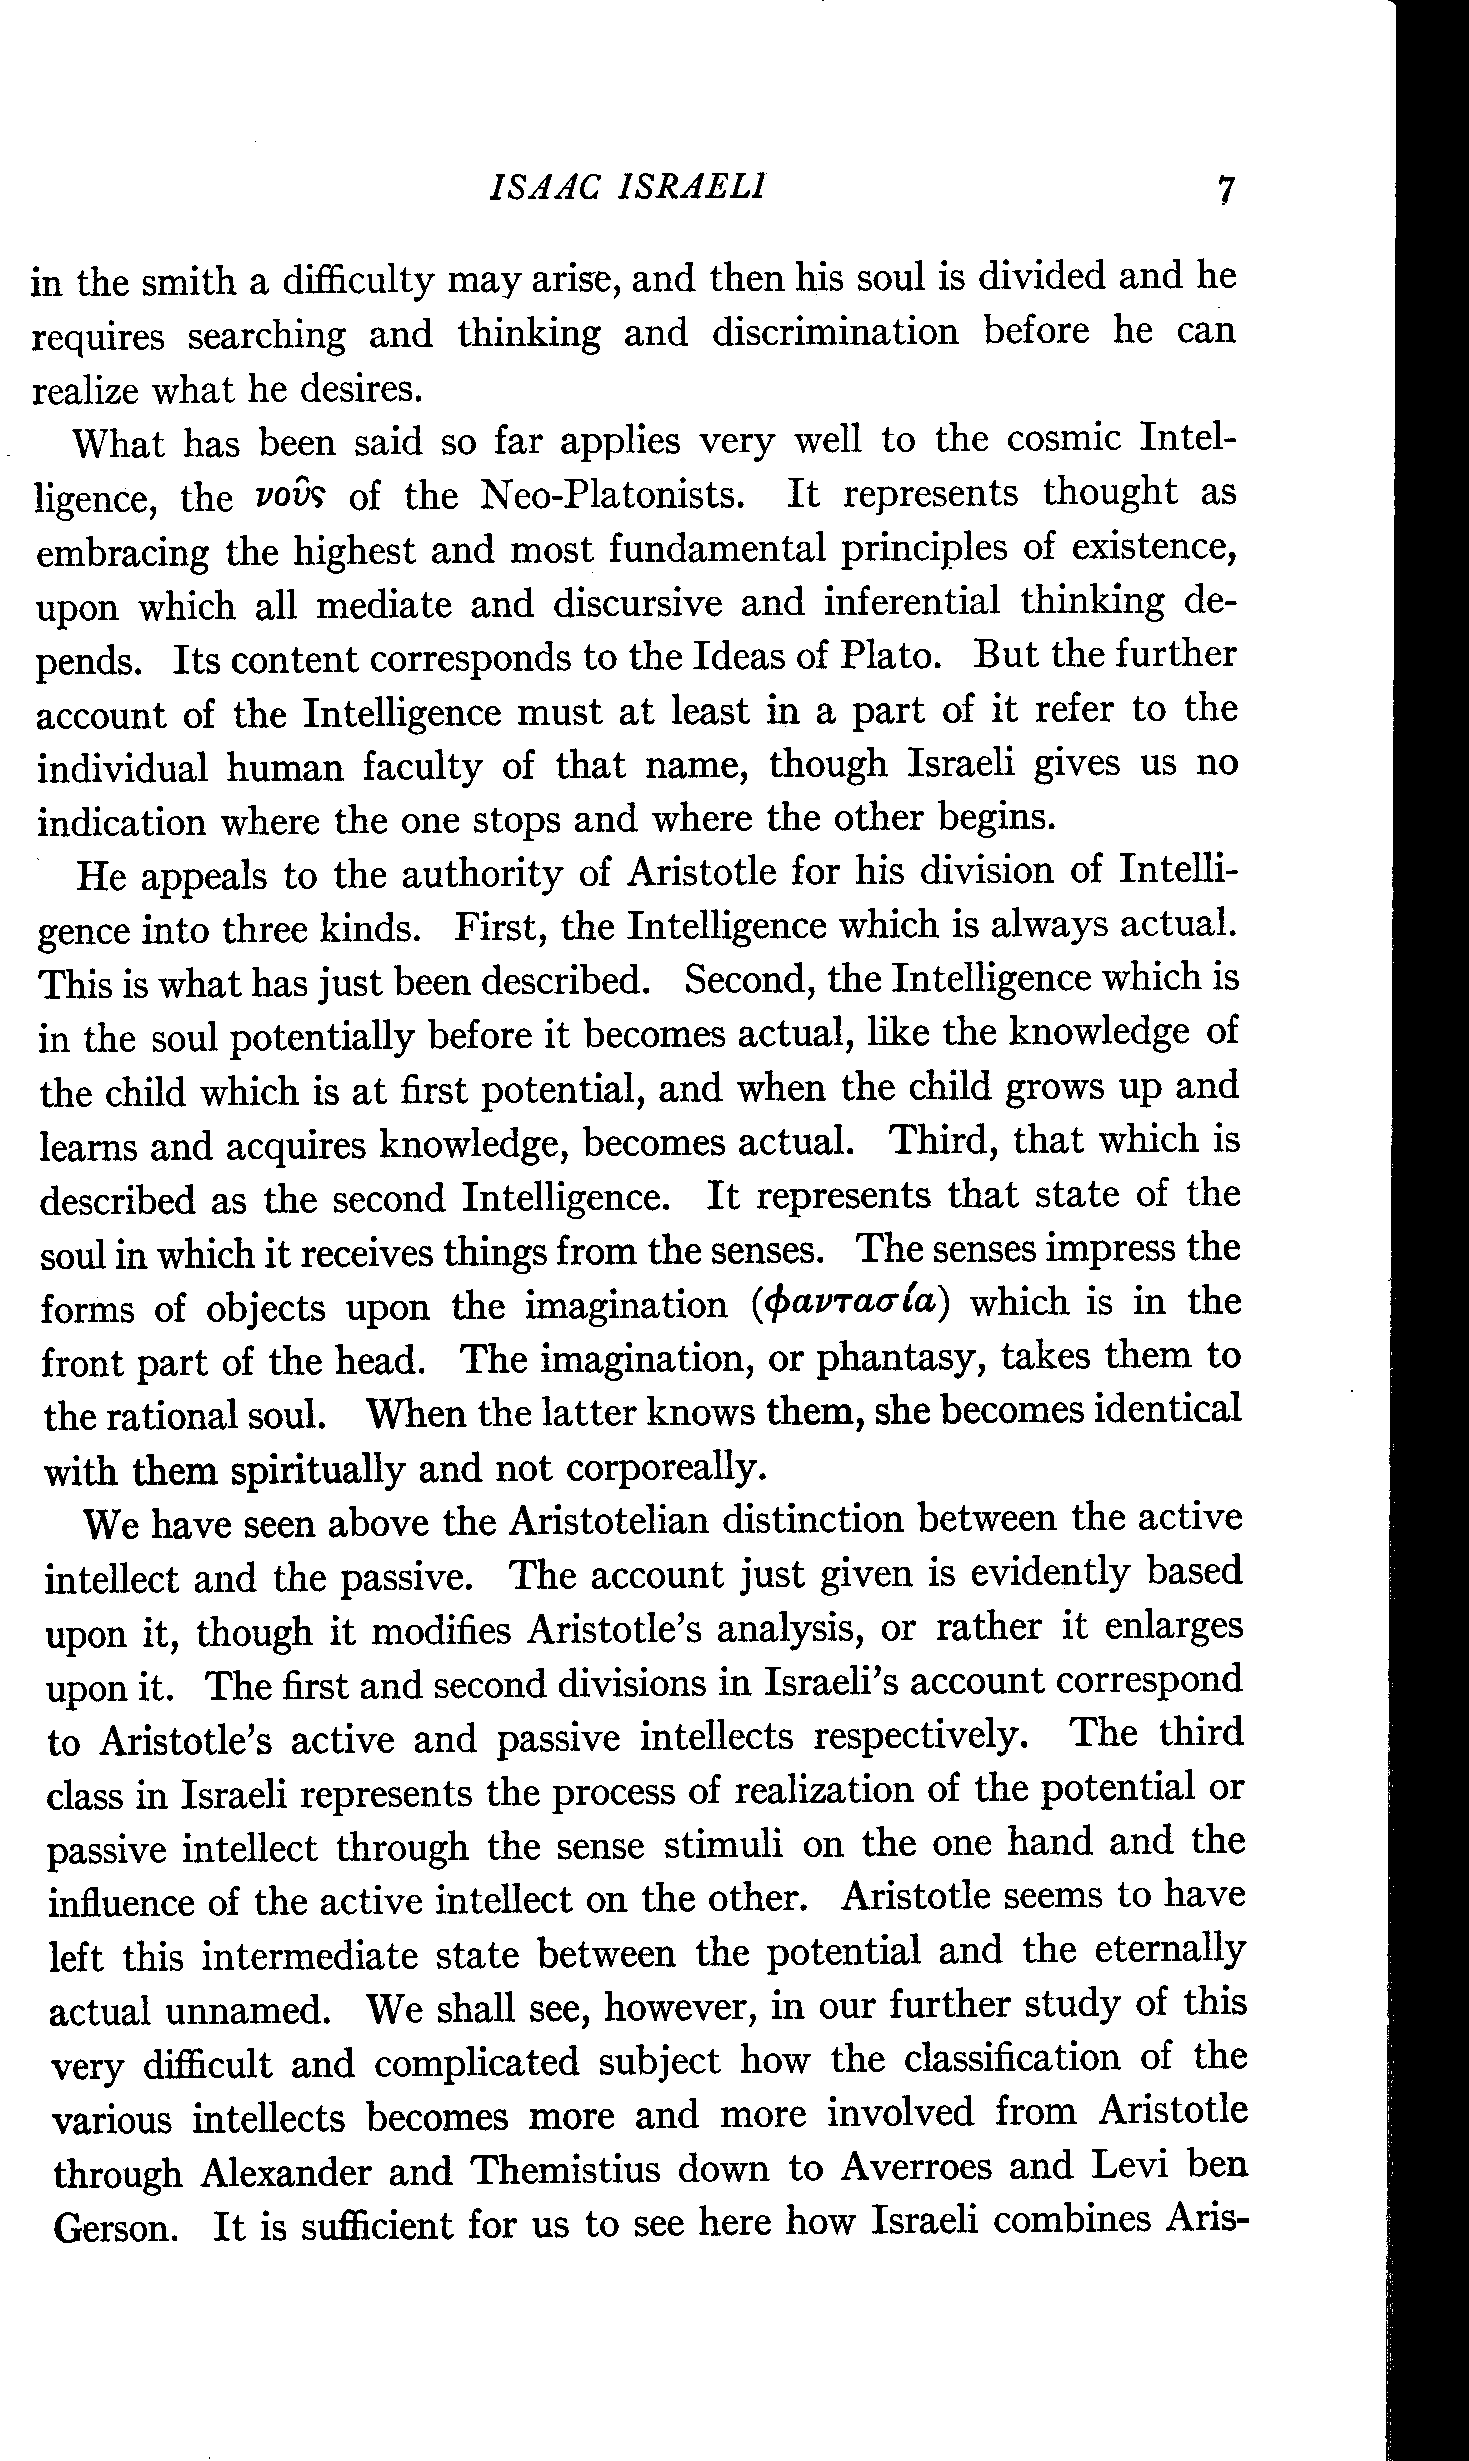 ISAAC ISRAELI 7
in the smith a difficulty may arise, and then his soul is divided and he
requires searching and thinking and discrimination before he can
realize what he desires.
What has been said so far applies very well to the cosmic Intel-
ligence, the νοῦς of the Neo-Platonists. It represents thought as
embracing the highest and most fundamental principles of existence,
upon which all mediate and discursive and inferential thinking de-
pends. Its content corresponds to the Ideas of Plato. But the further
account of the Intelligence must at least in a part of it refer to the
individual human faculty of that name, though Israeli gives us no
indication where the one stops and where the other begins.
He appeals to the authority of Aristotle for his division of Intelli-
gence into three kinds. First, the Intelligence which is always actual.
This is what has just been described. Second, the Intelligence which is
in the soul potentially before it becomes actual, like the knowledge of
the child which is at first potential, and when the child grows up and
learns and acquires knowledge, becomes actual. Third, that which is
described as the second Intelligence. It represents that state of the
soul in which it receives things from the senses. The senses impress the
forms of objects upon the imagination (φαντασία) which is in the
front part of the head. The imagination, or phantasy, takes them to
the rational soul. When the latter knows them, she becomes identical
with them spiritually and not corporeally.
We have seen above the Aristotelian distinction between the active
intellect and the passive. The account just given is evidently based
upon it, though it modifies Aristotle's analysis, or rather it enlarges
upon it. The first and second divisions in Israeli's account correspond
to Aristotle's active and passive intellects respectively. The third
class in Israeli represents the process of realization of the potential or
passive intellect through the sense stimuli on the one hand and the
influence of the active intellect on the other. Aristotle seems to have
left this intermediate state between the potential and the eternally
actual unnamed. We shall see, however, in our further study of this
very difficult and complicated subject how the classification of the
various intellects becomes more and more involved from Aristotle
through Alexander and Themistius down to Averroes and Levi ben
Gerson. It is sufficient for us to see here how Israeli combines Aris-